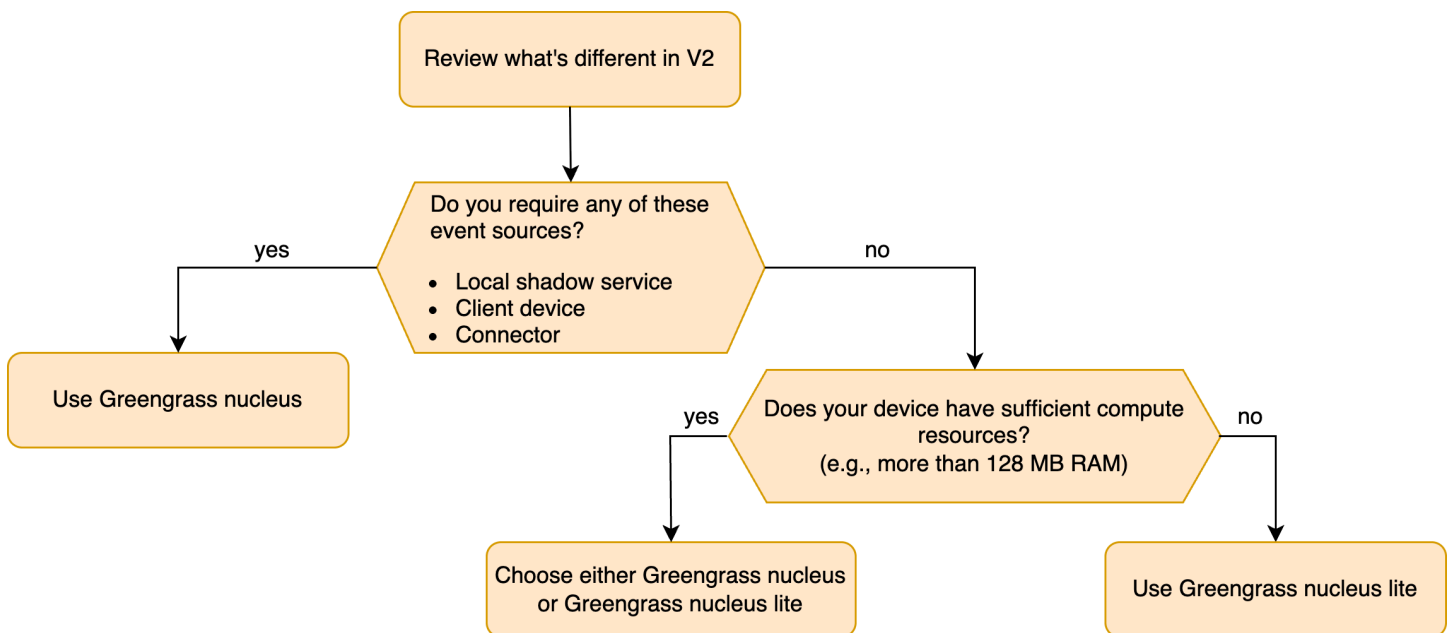 Review what's different in V2
Do you require any of these
event sources?
• Local shadow service
• Client device
• Connector
yes
no
Use Greengrass nucleus
Does your device have sufficient compute
resources?
(e.g., more than 128 MB RAM)
yes
no
Choose either Greengrass nucleus
or Greengrass nucleus lite
Use Greengrass nucleus lite